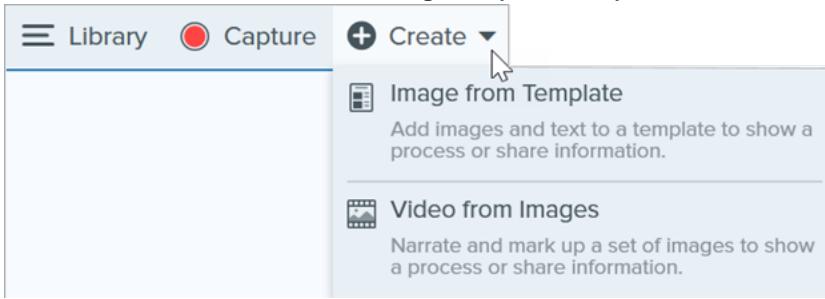 Library Capture Create
Image from Template
Add images and text to a template to show a
process or share information.
Video from Images
Narrate and mark up a set of images to show
a process or share information.